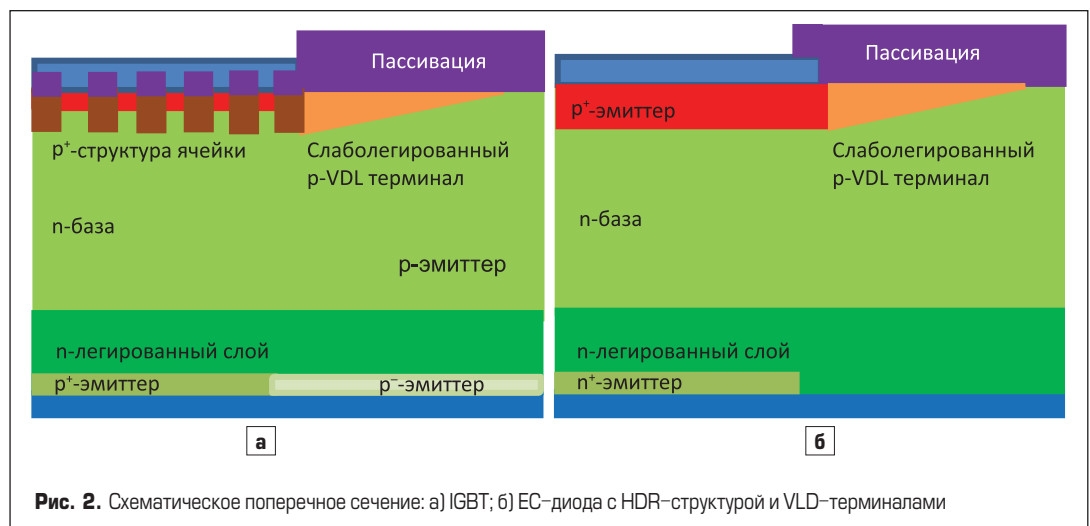 Пассивация
p⁺-структура ячейки
Слаболегированный
p-VDL терминал
n-база
p-эмиттер
n-легированный слой
p⁺-эмиттер
p⁻-эмиттер
а
Пассивация
p⁺-эмиттер
Слаболегированный
p-VDL терминал
n-база
n-легированный слой
n⁺-эмиттер
б
Рис. 2. Схематическое поперечное сечение: а) IGBT; б) EC–диода с HDR–структурой и VLD–терминалами